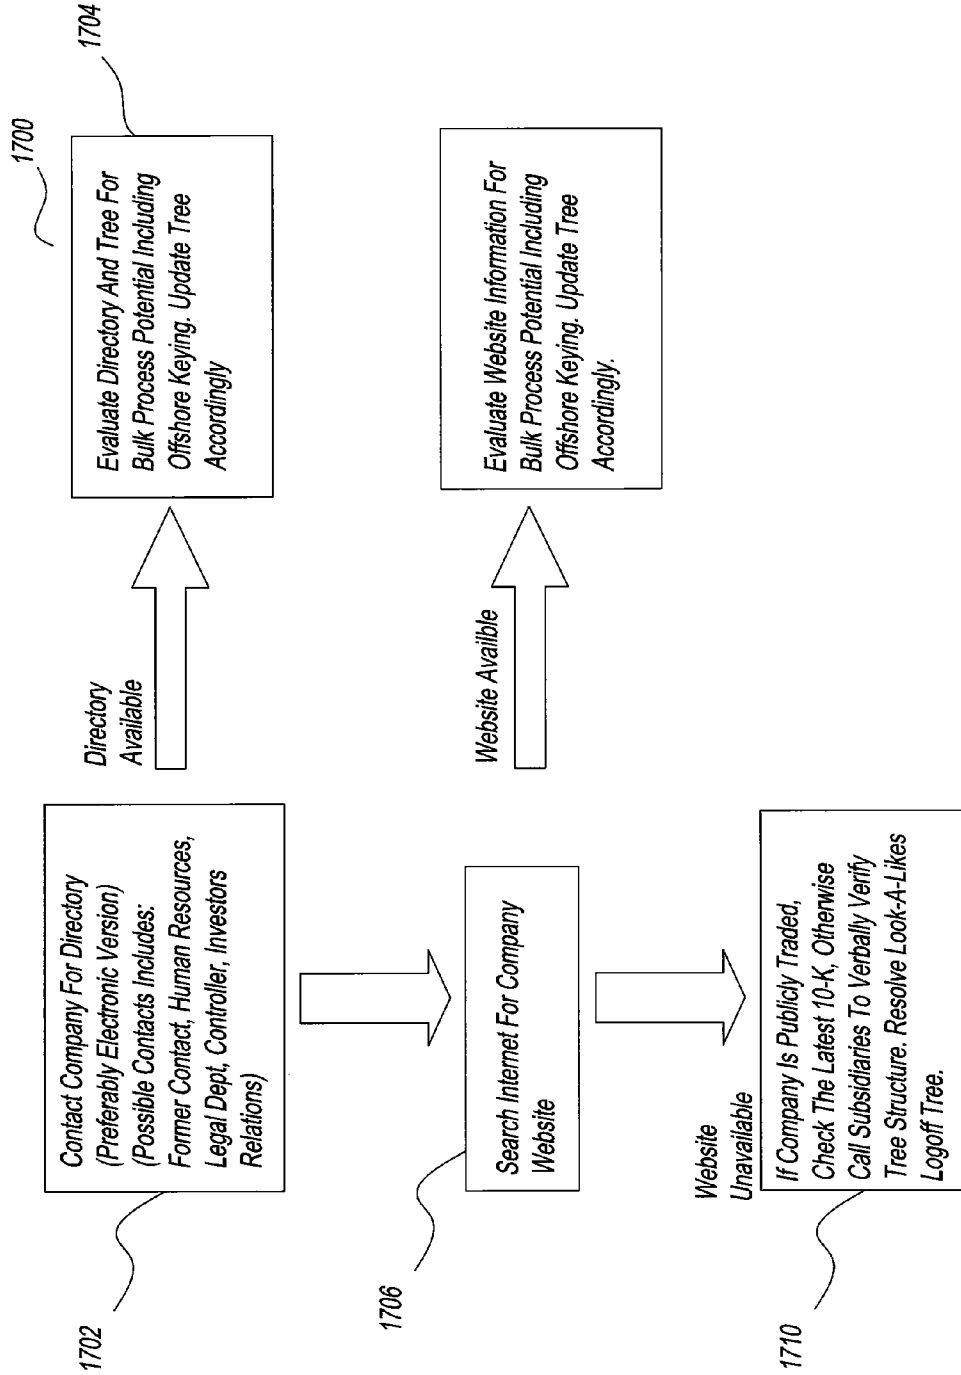 1700
Contact Company For Directory
(Preferably Electronic Version)
(Possible Contacts Includes:
Former Contact, Human Resources,
Legal Dept, Controller, Investors
Relations)
1702
Directory
Available
Evaluate Directory And Tree For
Bulk Process Potential Including
Offshore Keying. Update Tree
Accordingly
1704
Search Internet For Company
Website
1706
Website Availble
Evaluate Website Information For
Bulk Process Potential Including
Offshore Keying. Update Tree
Accordingly.
Website
Unavailable
If Company Is Publicly Traded,
Check The Latest 10-K, Otherwise
Call Subsidiaries To Verbally Verify
Tree Structure. Resolve Look-A-Likes
Logoff Tree.
1710